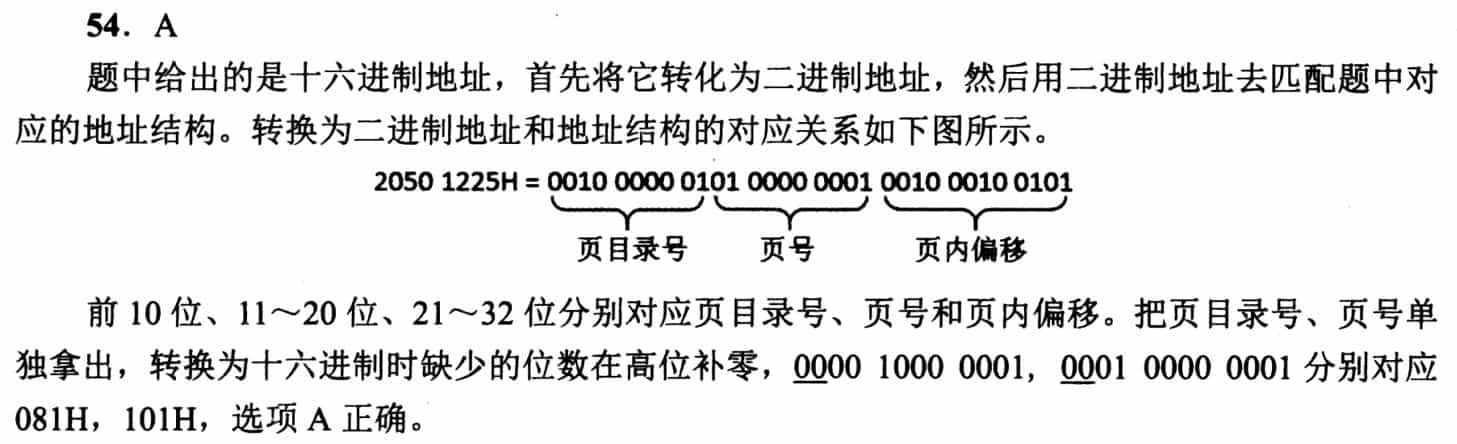 54. A
题中给出的是十六进制地址，首先将它转化为二进制地址，然后用二进制地址去匹配题中对
应的地址结构。转换为二进制地址和地址结构的对应关系如下图所示。
2050 1225H = 0010 0000 0101 0000 0001 0010 0010 0101
页目录号 页号 页内偏移
前 10 位、11～20 位、21～32 位分别对应页目录号、页号和页内偏移。把页目录号、页号单
独拿出，转换为十六进制时缺少的位数在高位补零，0000 1000 0001, 0001 0000 0001 分别对应
081H，101H，选项 A 正确。